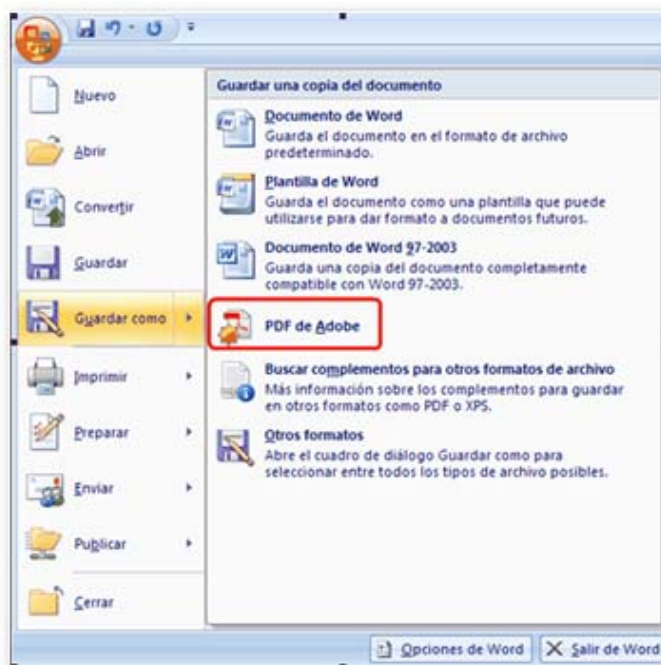 Nuevo
Abrir
Convertir
Guardar
Guardar como
Imprimir
Preparar
Enviar
Publicar
Cerrar
Guardar una copia del documento
Documento de Word
Guarda el documento en el formato de archivo
predeterminado.
Plantilla de Word
Guarda el documento como una plantilla que puede
utilizarse para dar formato a documentos futuros.
Documento de Word 97-2003
Guarda una copia del documento completamente
compatible con Word 97-2003.
PDF de Adobe
Buscar complementos para otros formatos de archivo
Más información sobre los complementos para guardar
en otros formatos como PDF o XPS.
Otros formatos
Abre el cuadro de diálogo Guardar como para
seleccionar entre todos los tipos de archivo posibles.
Opciones de Word
Salir de Word